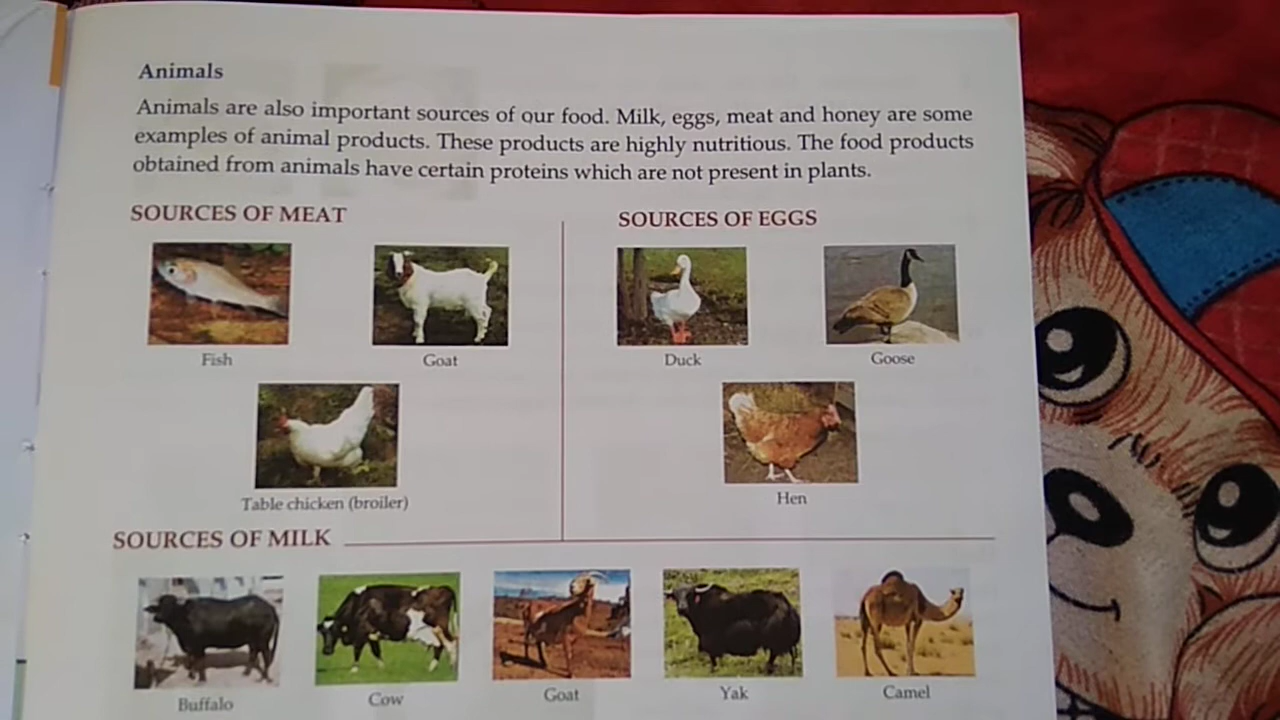 Animals
Animals are also important sources of our food. Milk, eggs, meat and honey are some
examples of animal products. These products are highly nutritious. The food products
obtained from animals have certain proteins which are not present in plants.
SOURCES OF MEAT
Fish
Goat
Table chicken (broiler)
SOURCES OF EGGS
Duck
Goose
Hen
SOURCES OF MILK
Buffalo
Cow
Goat
Yak
Camel